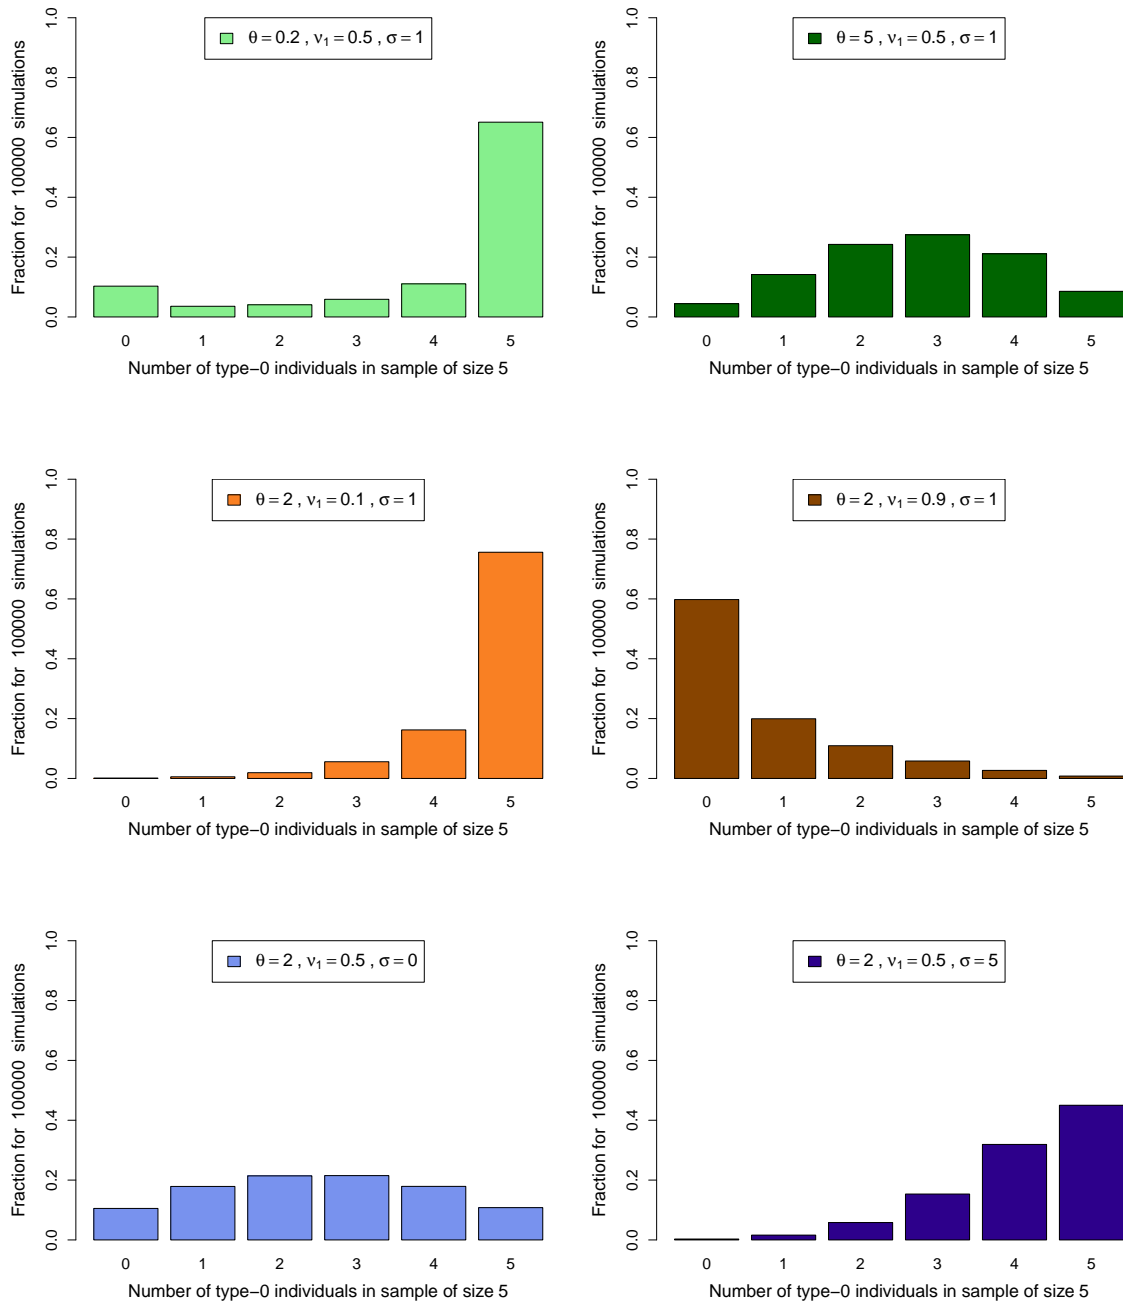 θ = 0.2 , ν₁ = 0.5 , σ = 1
Fraction for 100000 simulations
0.0 0.2 0.4 0.6 0.8 1.0
0 1 2 3 4 5
Number of type−0 individuals in sample of size 5
θ = 5 , ν₁ = 0.5 , σ = 1
Fraction for 100000 simulations
0.0 0.2 0.4 0.6 0.8 1.0
0 1 2 3 4 5
Number of type−0 individuals in sample of size 5
θ = 2 , ν₁ = 0.1 , σ = 1
Fraction for 100000 simulations
0.0 0.2 0.4 0.6 0.8 1.0
0 1 2 3 4 5
Number of type−0 individuals in sample of size 5
θ = 2 , ν₁ = 0.9 , σ = 1
Fraction for 100000 simulations
0.0 0.2 0.4 0.6 0.8 1.0
0 1 2 3 4 5
Number of type−0 individuals in sample of size 5
θ = 2 , ν₁ = 0.5 , σ = 0
Fraction for 100000 simulations
0.0 0.2 0.4 0.6 0.8 1.0
0 1 2 3 4 5
Number of type−0 individuals in sample of size 5
θ = 2 , ν₁ = 0.5 , σ = 5
Fraction for 100000 simulations
0.0 0.2 0.4 0.6 0.8 1.0
0 1 2 3 4 5
Number of type−0 individuals in sample of size 5